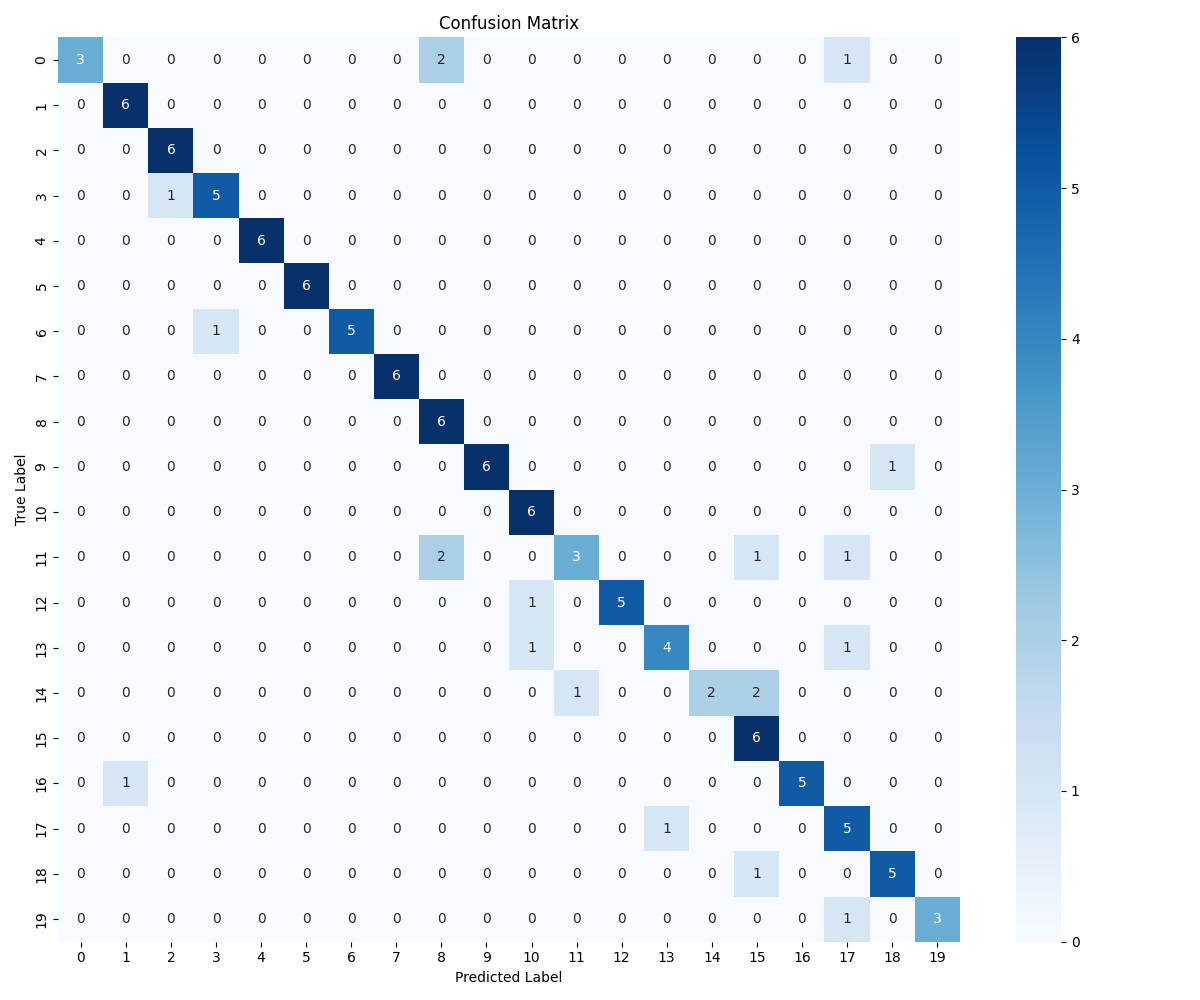 Confusion Matrix
0 3 0 0 0 0 0 0 0 2 0 0 0 0 0 0 0 0 1 0 0
1 0 6 0 0 0 0 0 0 0 0 0 0 0 0 0 0 0 0 0 0
2 0 0 6 0 0 0 0 0 0 0 0 0 0 0 0 0 0 0 0 0
3 0 0 1 5 0 0 0 0 0 0 0 0 0 0 0 0 0 0 0 0
4 0 0 0 0 6 0 0 0 0 0 0 0 0 0 0 0 0 0 0 0
5 0 0 0 0 0 6 0 0 0 0 0 0 0 0 0 0 0 0 0 0
6 0 0 0 1 0 0 5 0 0 0 0 0 0 0 0 0 0 0 0 0
7 0 0 0 0 0 0 0 6 0 0 0 0 0 0 0 0 0 0 0 0
8 0 0 0 0 0 0 0 0 6 0 0 0 0 0 0 0 0 0 0 0
9 0 0 0 0 0 0 0 0 0 6 0 0 0 0 0 0 0 0 1 0
10 0 0 0 0 0 0 0 0 0 0 6 0 0 0 0 0 0 0 0 0
11 0 0 0 0 0 0 0 0 2 0 0 3 0 0 0 1 0 1 0 0
12 0 0 0 0 0 0 0 0 0 0 1 0 5 0 0 0 0 0 0 0
13 0 0 0 0 0 0 0 0 0 0 1 0 0 4 0 0 0 1 0 0
14 0 0 0 0 0 0 0 0 0 0 0 1 0 0 2 2 0 0 0 0
15 0 0 0 0 0 0 0 0 0 0 0 0 0 0 0 6 0 0 0 0
16 0 1 0 0 0 0 0 0 0 0 0 0 0 0 0 0 5 0 0 0
17 0 0 0 0 0 0 0 0 0 0 0 0 0 1 0 0 0 5 0 0
18 0 0 0 0 0 0 0 0 0 0 0 0 0 0 0 1 0 0 5 0
19 0 0 0 0 0 0 0 0 0 0 0 0 0 0 0 0 0 1 0 3
0 1 2 3 4 5 6 7 8 9 10 11 12 13 14 15 16 17 18 19
Predicted Label
True Label
6
5
4
3
2
1
0